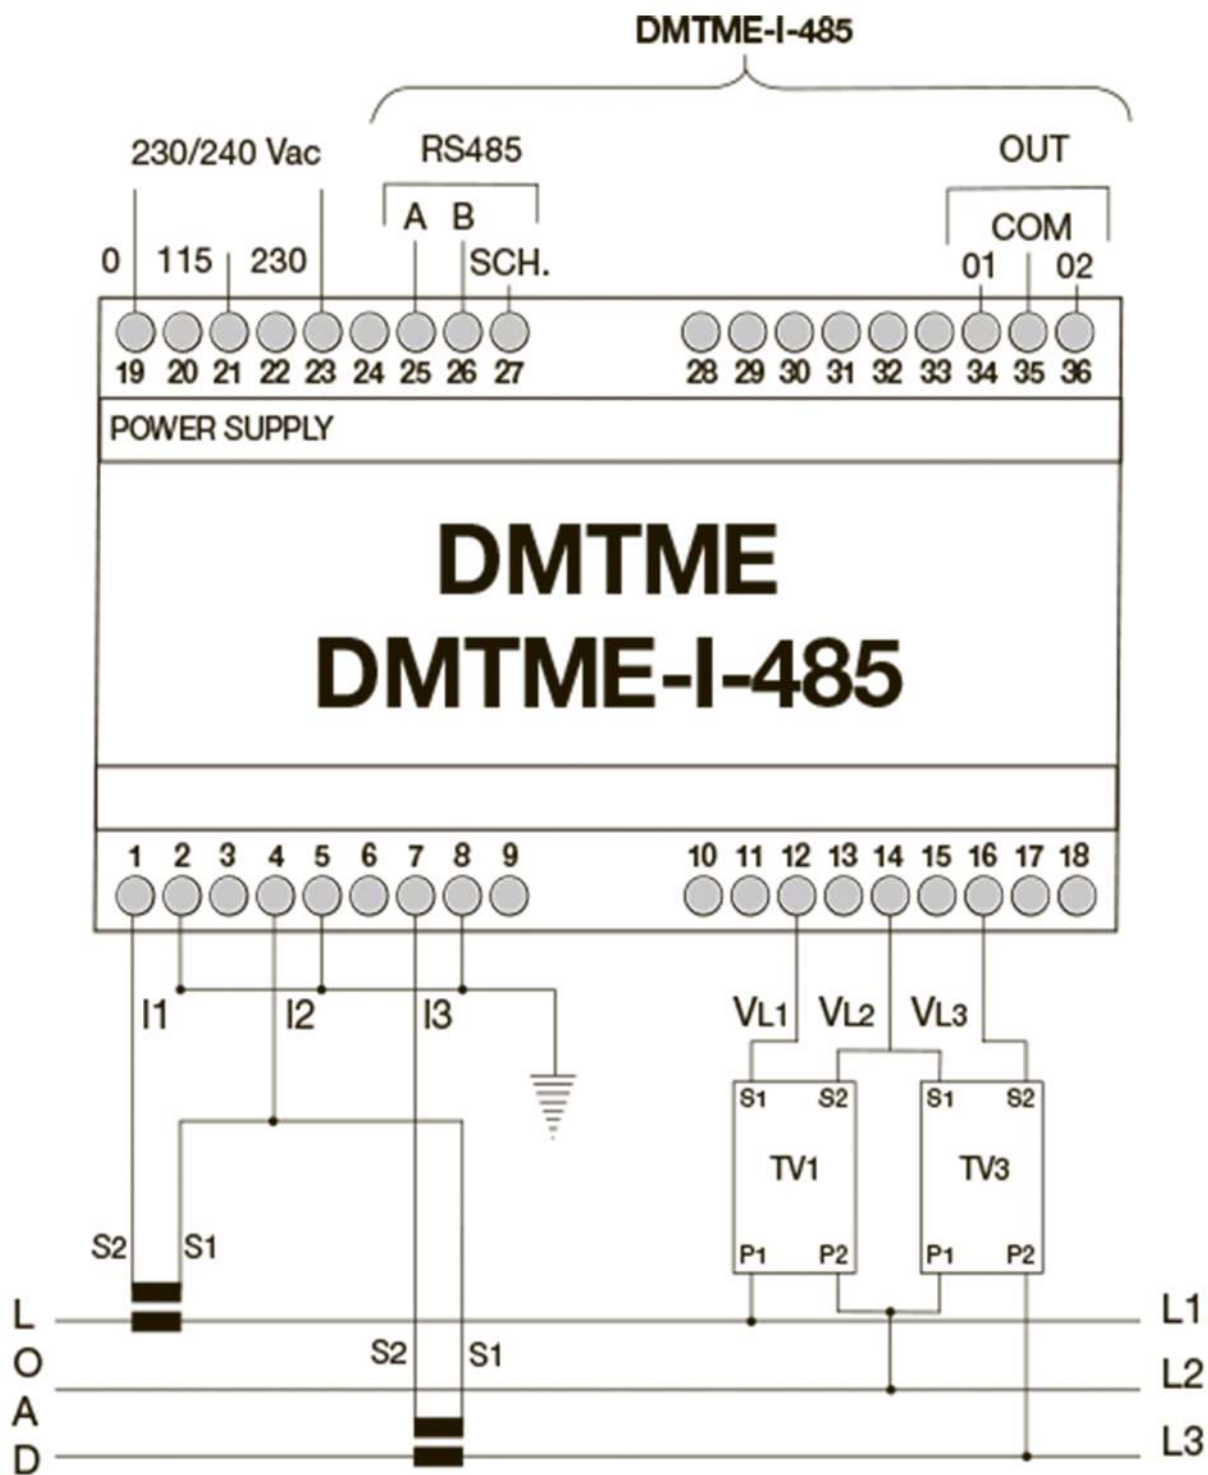 DMTME-I-485
230/240 Vac RS485 OUT
A B COM
0 115 230 SCH. 01 02
19 20 21 22 23 24 25 26 27 28 29 30 31 32 33 34 35 36
POWER SUPPLY
DMTME
DMTME-I-485
1 2 3 4 5 6 7 8 9 10 11 12 13 14 15 16 17 18
I1 I2 I3 VL1 VL2 VL3
S1 S2 S1 S2
TV1 TV3
S2 S1 P1 P2 P1 P2
L L1
O S2 S1
A L2
D L3